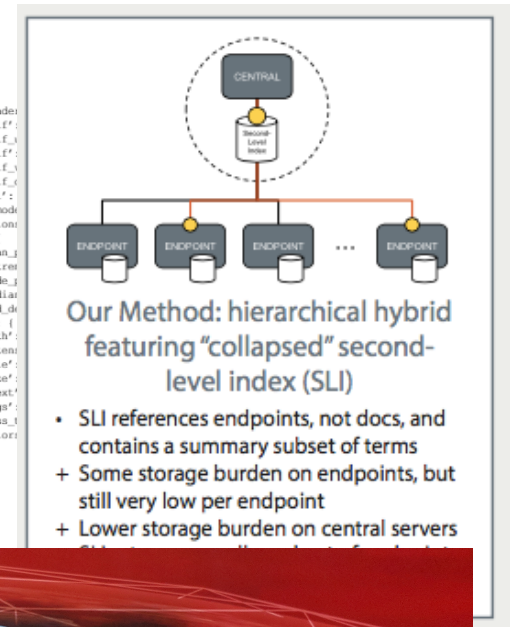 CENTRAL
Second-
Level
Index
ENDPOINT ENDPOINT ENDPOINT ... ENDPOINT
Our Method: hierarchical hybrid
featuring “collapsed” second-
level index (SLI)
• SLI references endpoints, not docs, and
contains a summary subset of terms
+ Some storage burden on endpoints, but
still very low per endpoint
+ Lower storage burden on central servers